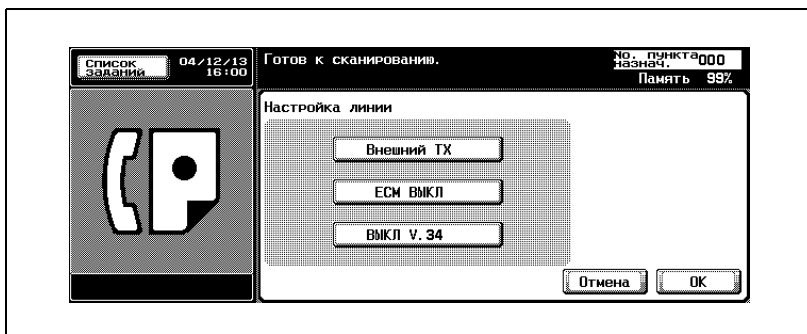 Список заданий
04/12/13
16:00
Готов к сканированию.
No. пункта назнач. 000
Память 99%
Настройка линии
Внешний TX
ECM ВЫКЛ
ВЫКЛ V.34
Отмена
OK